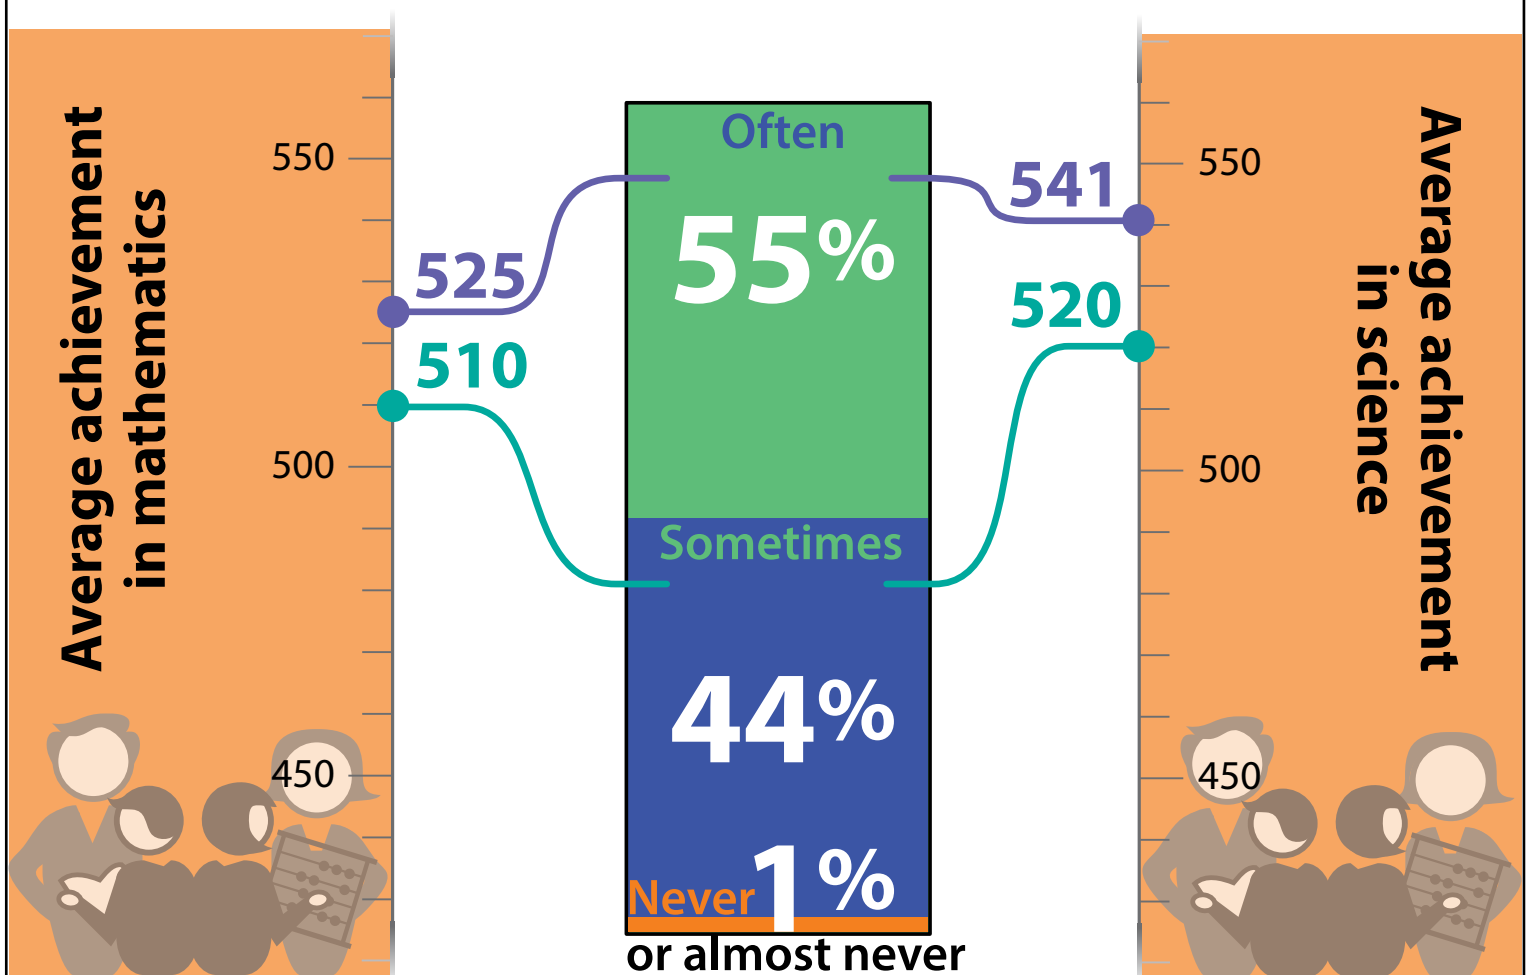 Average achievement
in mathematics
550
500
450
525
510
Often
55%
Sometimes
44%
Never 1%
or almost never
541
520
550
500
450
Average achievement
in science